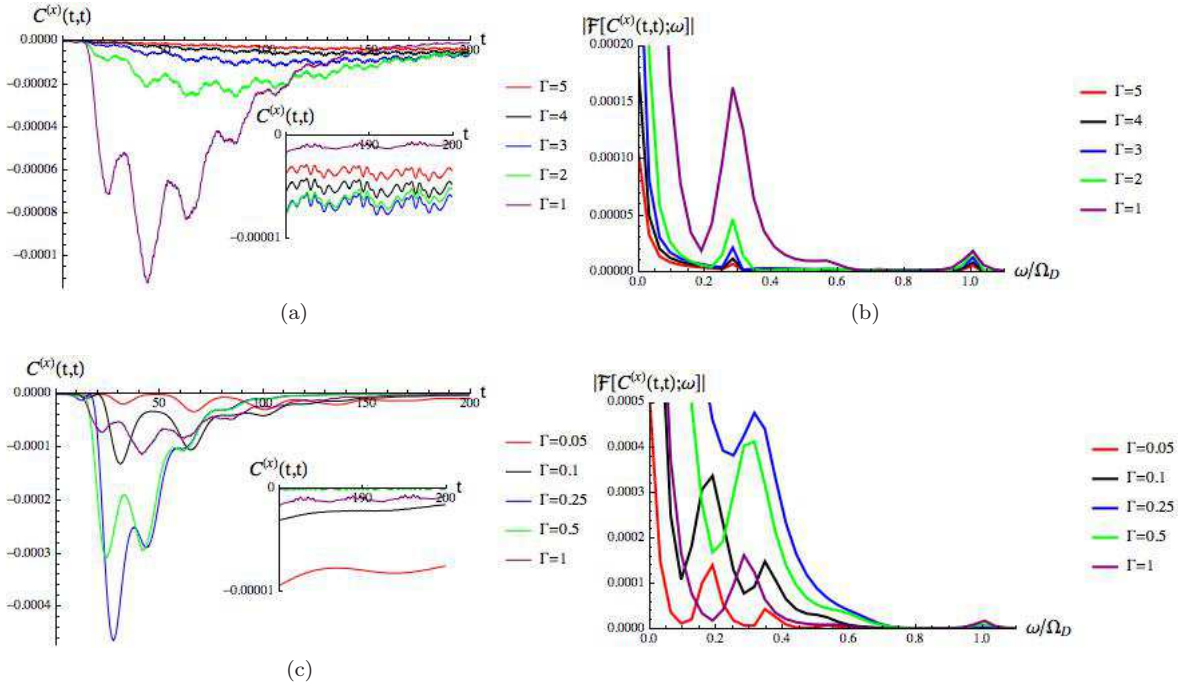 C^(x)(t,t)
0.0000
50
100
150
200
t
−0.00002
−0.00004
−0.00006
−0.00008
−0.0001
C^(x)(t,t)
0
190
200
t
−0.00001
Γ=5
Γ=4
Γ=3
Γ=2
Γ=1
(a)
|𝓕[C^(x)(t,t);ω]|
0.00020
0.00015
0.00010
0.00005
0.00000
0.0
0.2
0.4
0.6
0.8
1.0
ω/Ω_D
Γ=5
Γ=4
Γ=3
Γ=2
Γ=1
(b)
C^(x)(t,t)
0.0000
50
100
150
200
t
−0.0001
−0.0002
−0.0003
−0.0004
C^(x)(t,t)
0
190
200
t
−0.00001
Γ=0.05
Γ=0.1
Γ=0.25
Γ=0.5
Γ=1
(c)
|𝓕[C^(x)(t,t);ω]|
0.0005
0.0004
0.0003
0.0002
0.0001
0.0000
0.0
0.2
0.4
0.6
0.8
1.0
ω/Ω_D
Γ=0.05
Γ=0.1
Γ=0.25
Γ=0.5
Γ=1